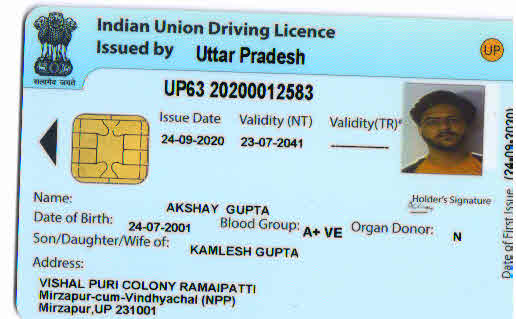 Indian Union Driving Licence
Issued by Uttar Pradesh
UP
सत्यमेव जयते
UP63 20200012583
Issue Date Validity (NT) Validity(TR)*
24-09-2020 23-07-2041
Holder's Signature
Date of First Issue (24-09-2020)
Name: AKSHAY GUPTA
Date of Birth: 24-07-2001 Blood Group: A+ VE Organ Donor: N
Son/Daughter/Wife of: KAMLESH GUPTA
Address:
VISHAL PURI COLONY RAMAIPATTI
Mirzapur-cum-Vindhyachal (NPP)
Mirzapur,UP 231001